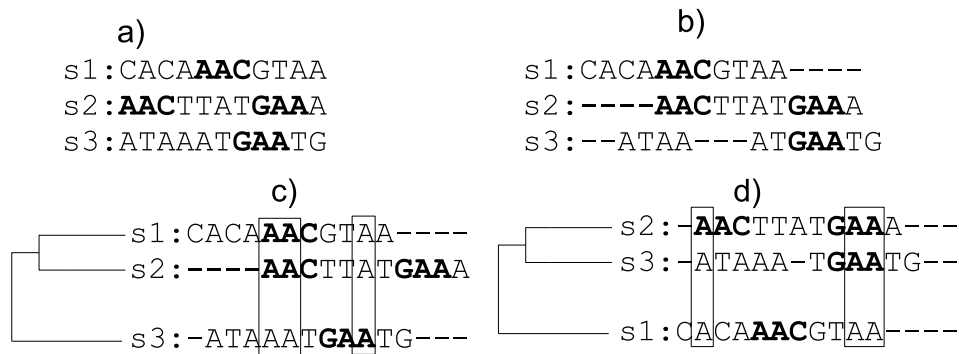 a)
s1:CACAAACGTAA
s2:AACTTATGAAA
s3:ATAAATGAATG
b)
s1:CACAAACGTAA----
s2:----AACTTATGAAA
s3:--ATAA---ATGAATG
c)
s1:CACAAACGTAA----
s2:----AACTTATGAAA
s3:-ATAAATGAATG---
d)
s2:-AACTTATGAAA---
s3:-ATAAA-TGAATG--
s1:CACAAACGTAA----